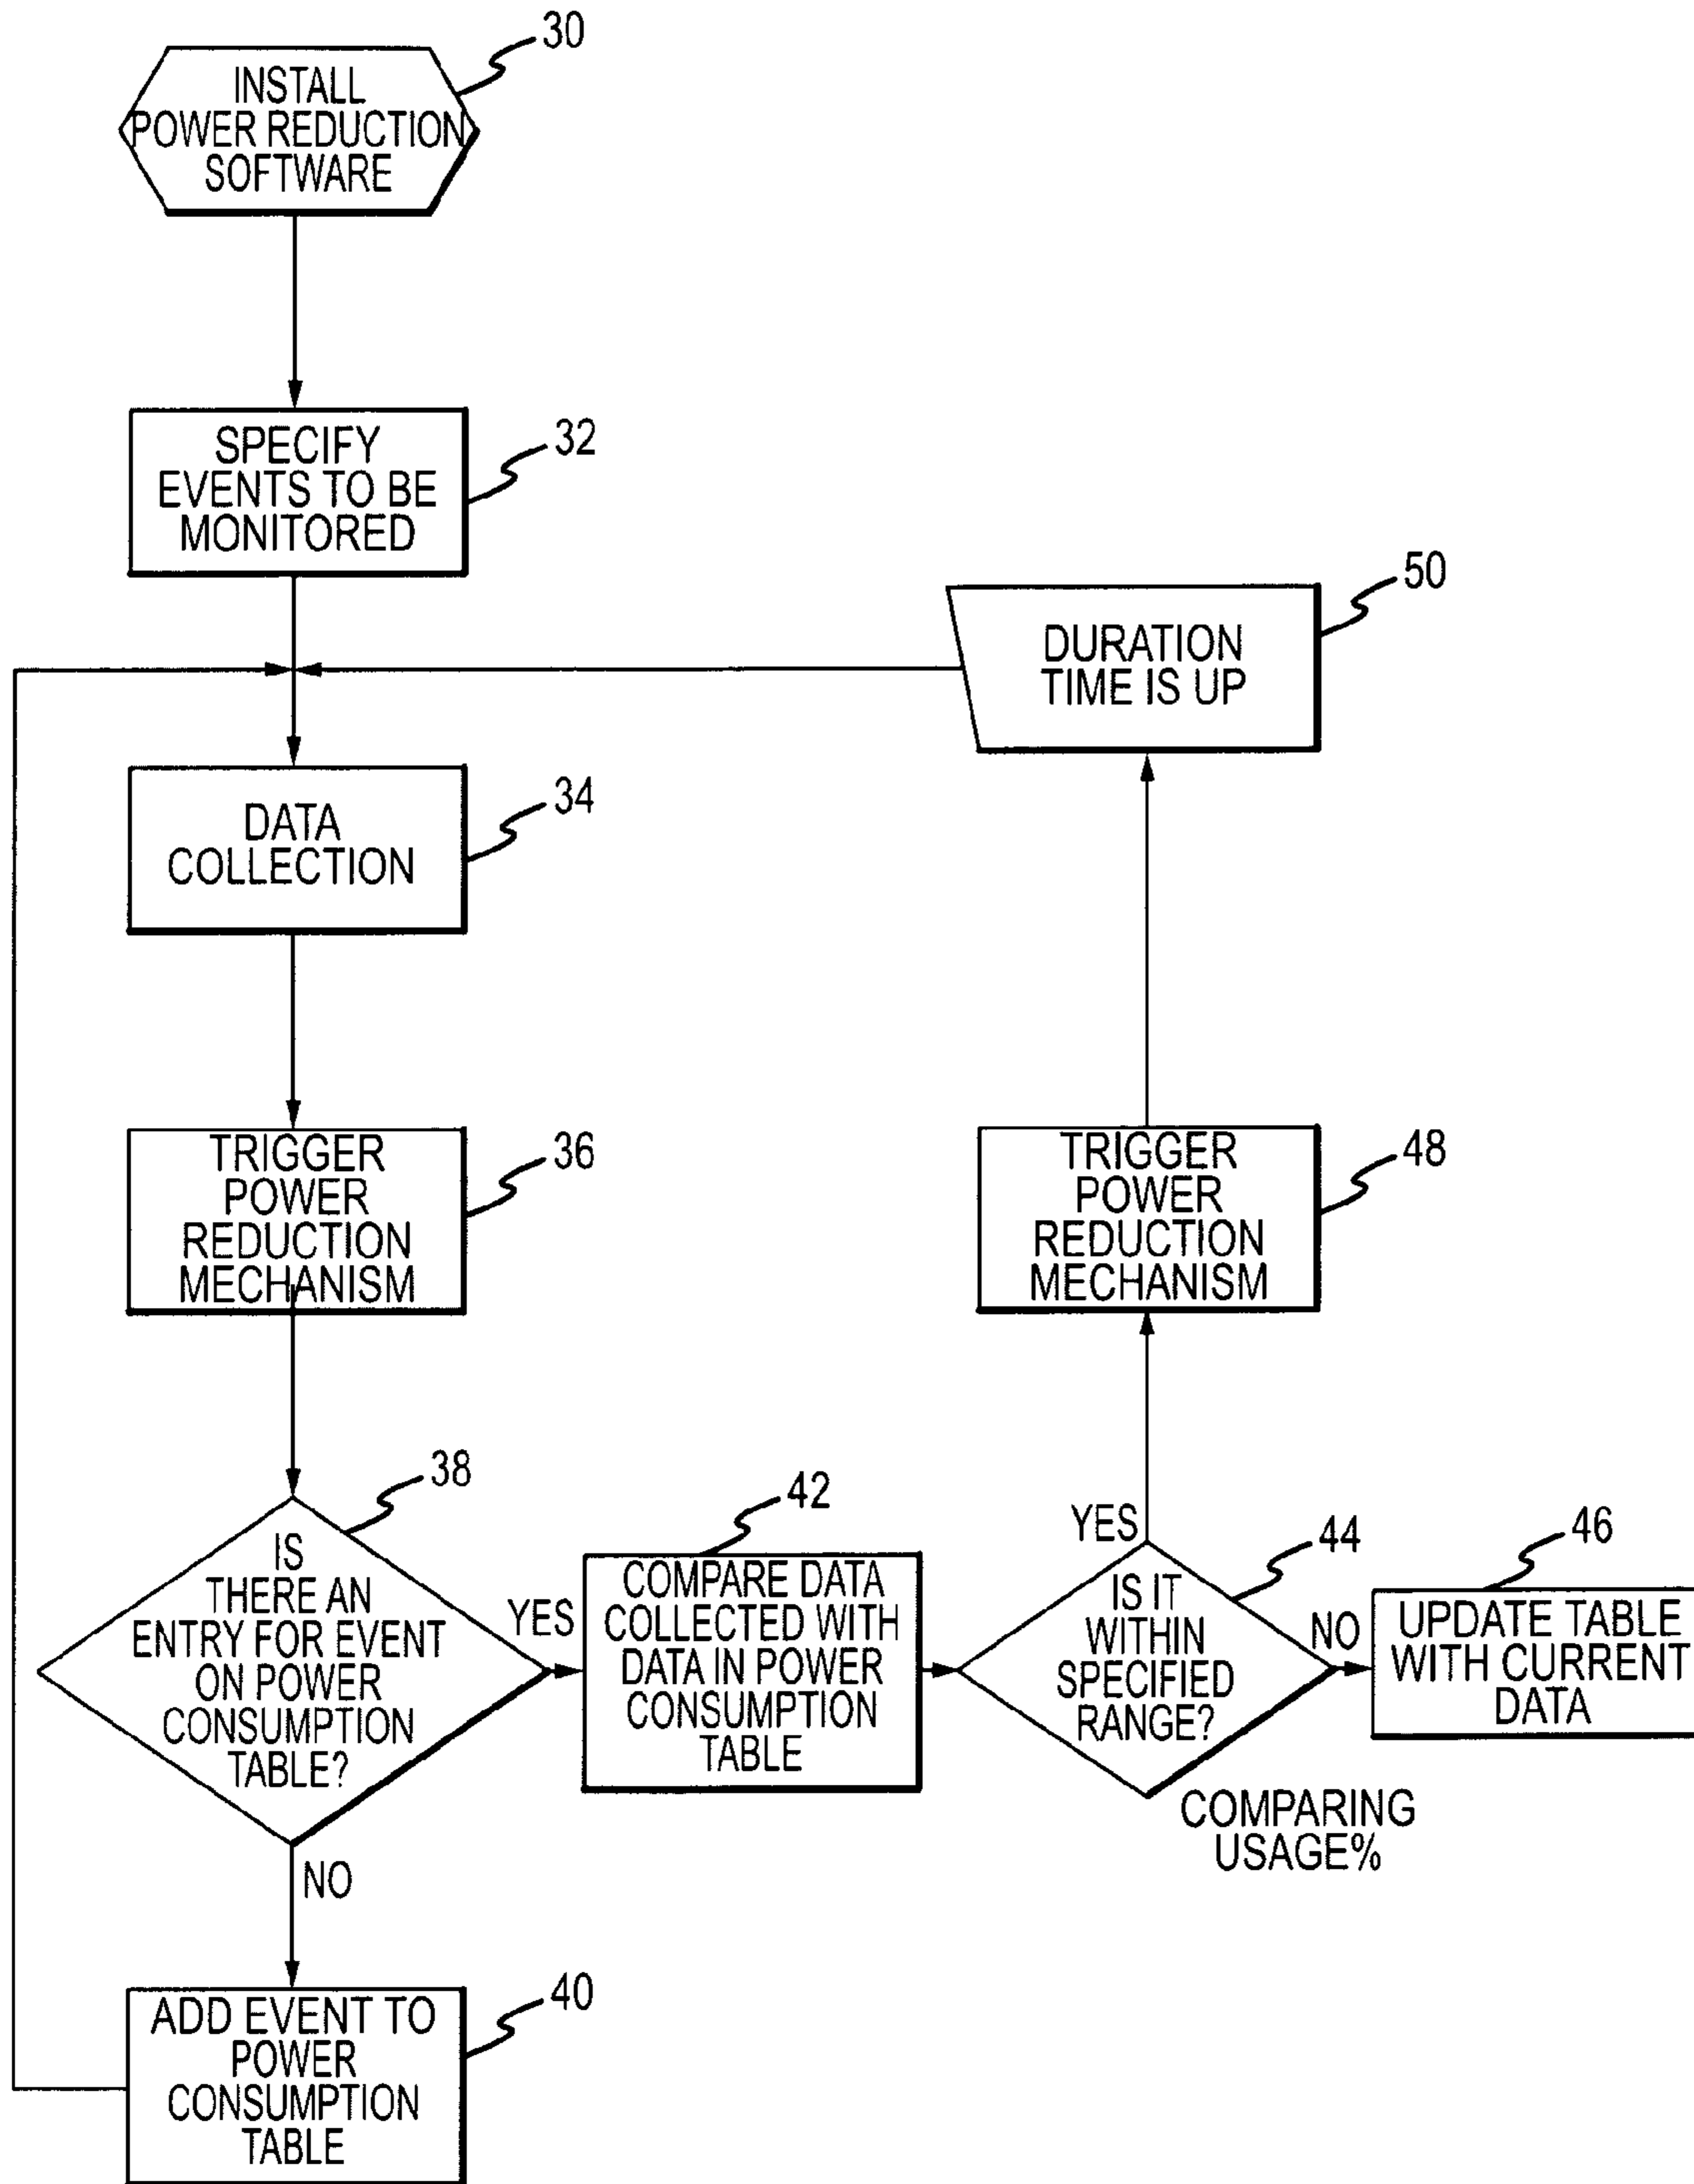 30
INSTALL
POWER REDUCTION
SOFTWARE
32
SPECIFY
EVENTS TO BE
MONITORED
50
DURATION
TIME IS UP
34
DATA
COLLECTION
36
TRIGGER
POWER
REDUCTION
MECHANISM
48
TRIGGER
POWER
REDUCTION
MECHANISM
38
IS
THERE AN
ENTRY FOR EVENT
ON POWER
CONSUMPTION
TABLE?
YES
42
COMPARE DATA
COLLECTED WITH
DATA IN POWER
CONSUMPTION
TABLE
YES
44
IS IT
WITHIN
SPECIFIED
RANGE?
NO
46
UPDATE TABLE
WITH CURRENT
DATA
COMPARING
USAGE%
NO
40
ADD EVENT TO
POWER
CONSUMPTION
TABLE